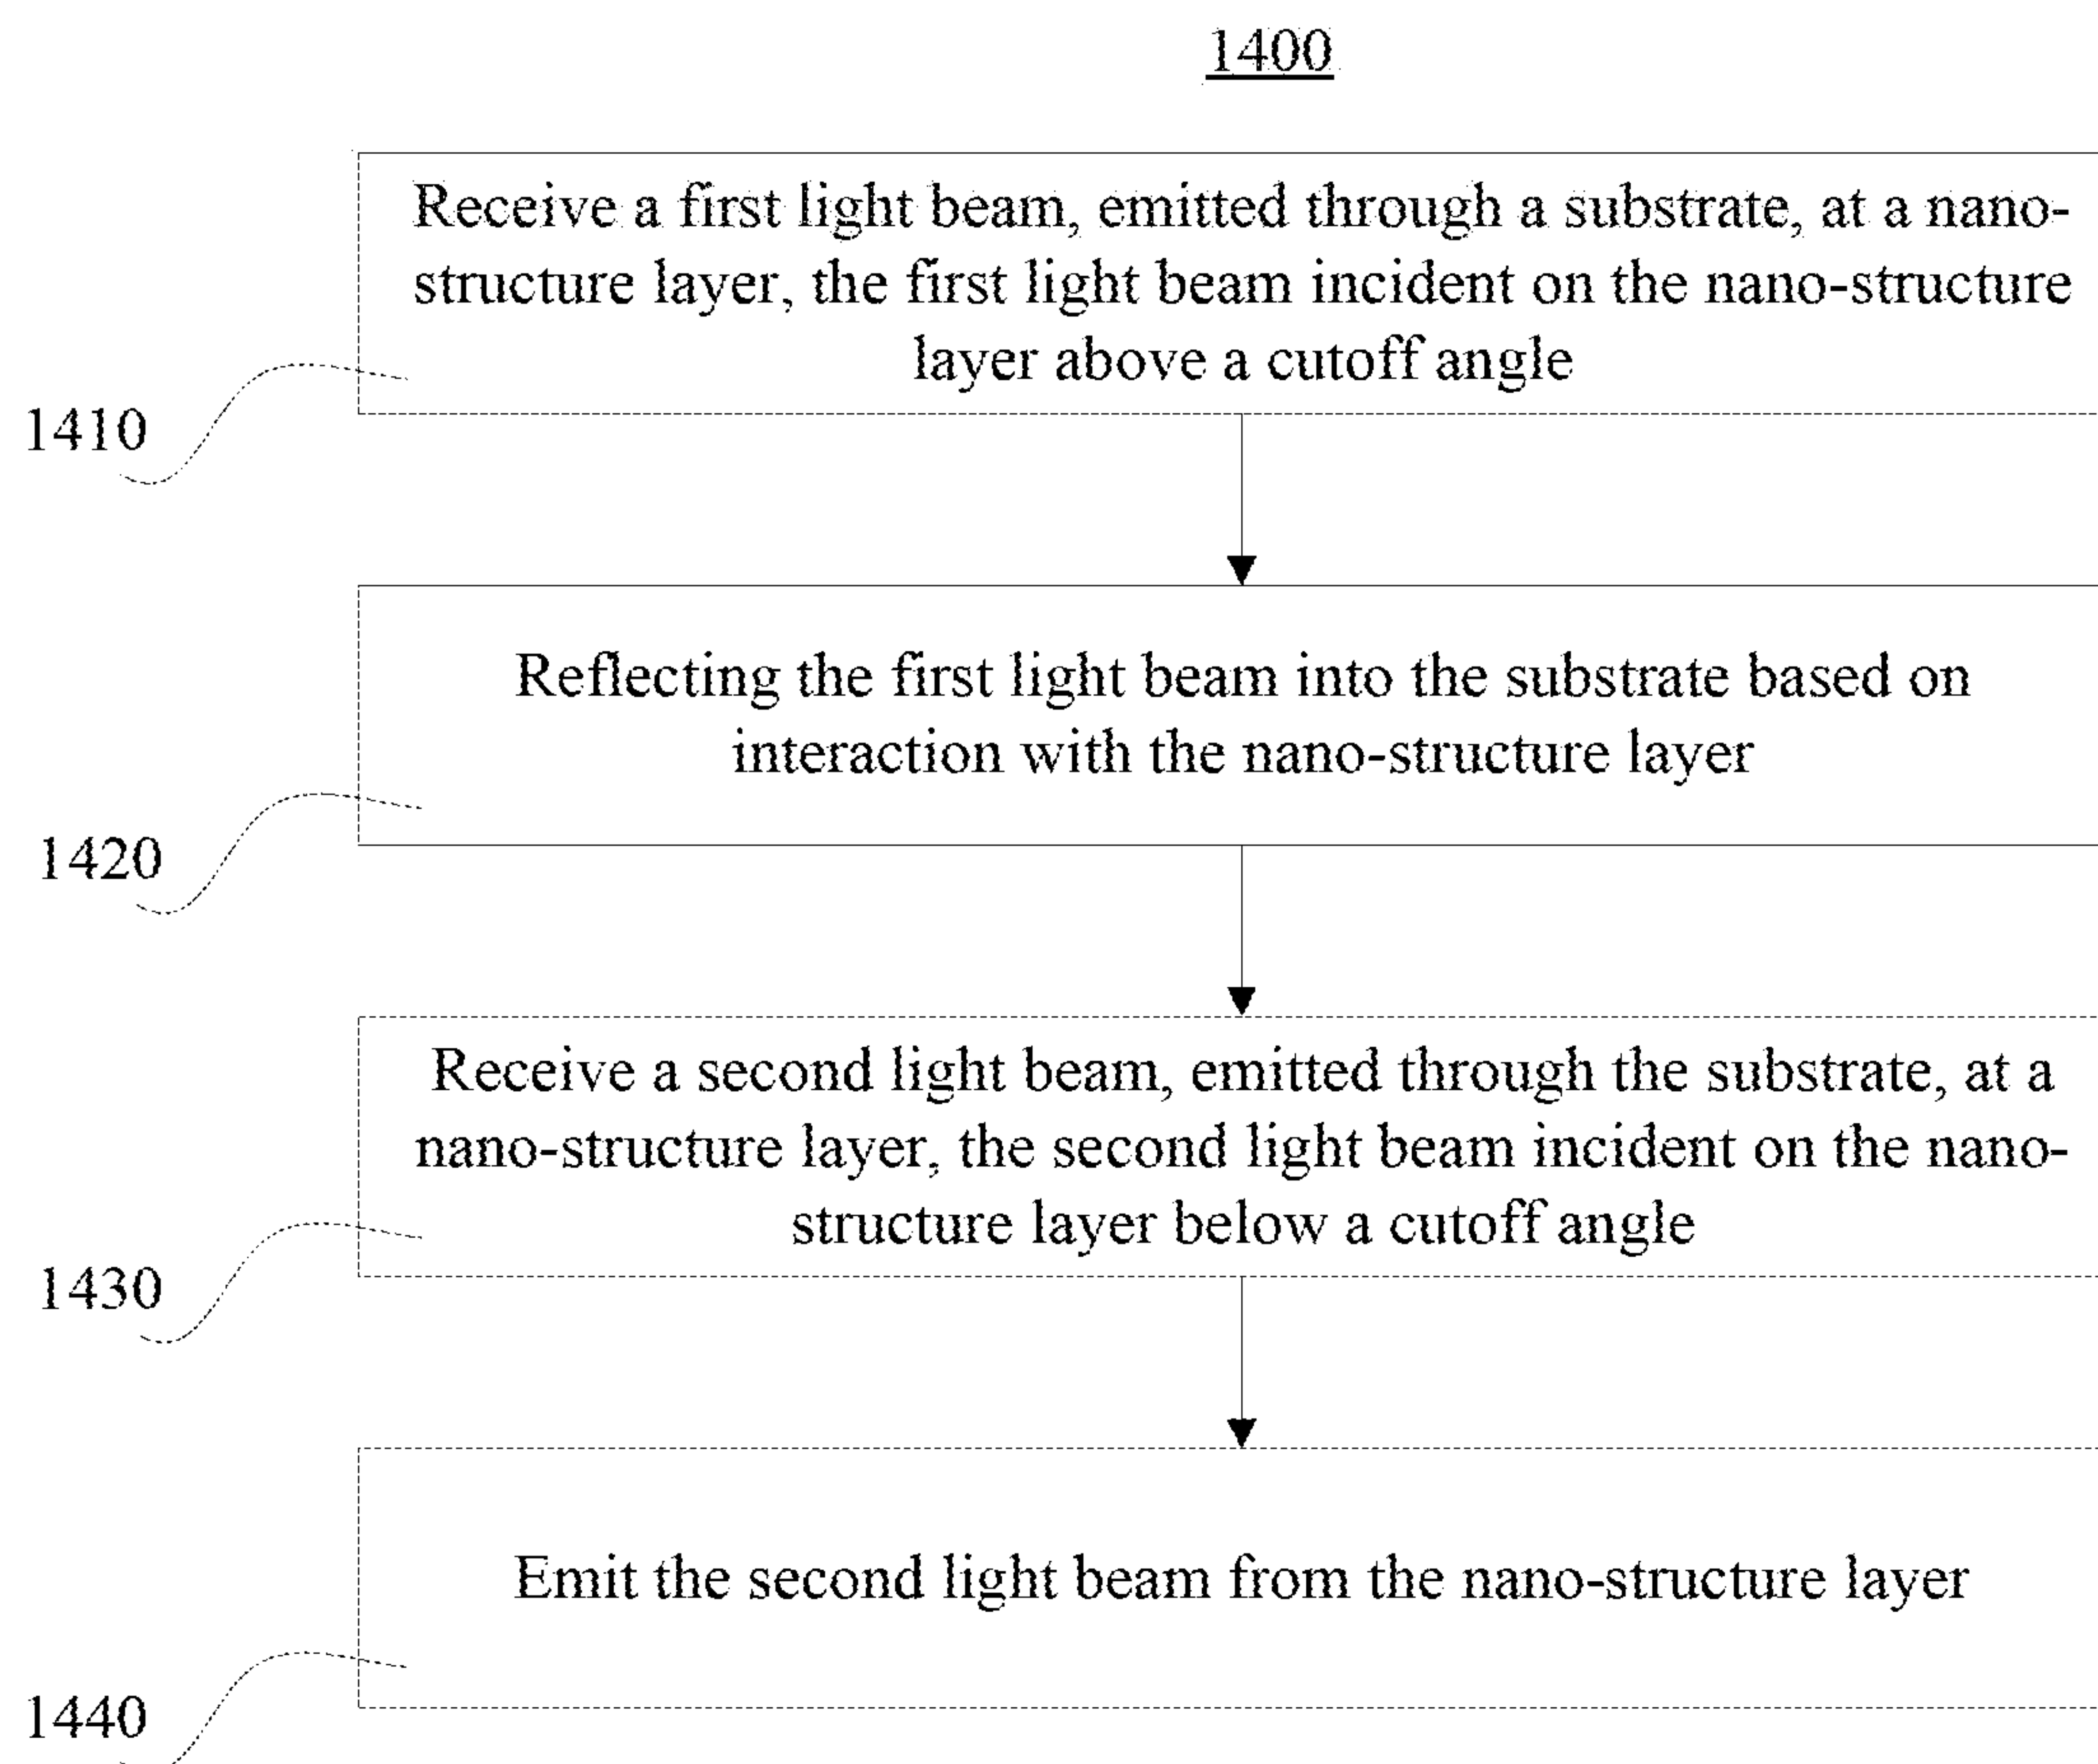 1400
Receive a first light beam, emitted through a substrate, at a nano-
structure layer, the first light beam incident on the nano-structure
layer above a cutoff angle
1410
Reflecting the first light beam into the substrate based on
interaction with the nano-structure layer
1420
Receive a second light beam, emitted through the substrate, at a
nano-structure layer, the second light beam incident on the nano-
structure layer below a cutoff angle
1430
Emit the second light beam from the nano-structure layer
1440